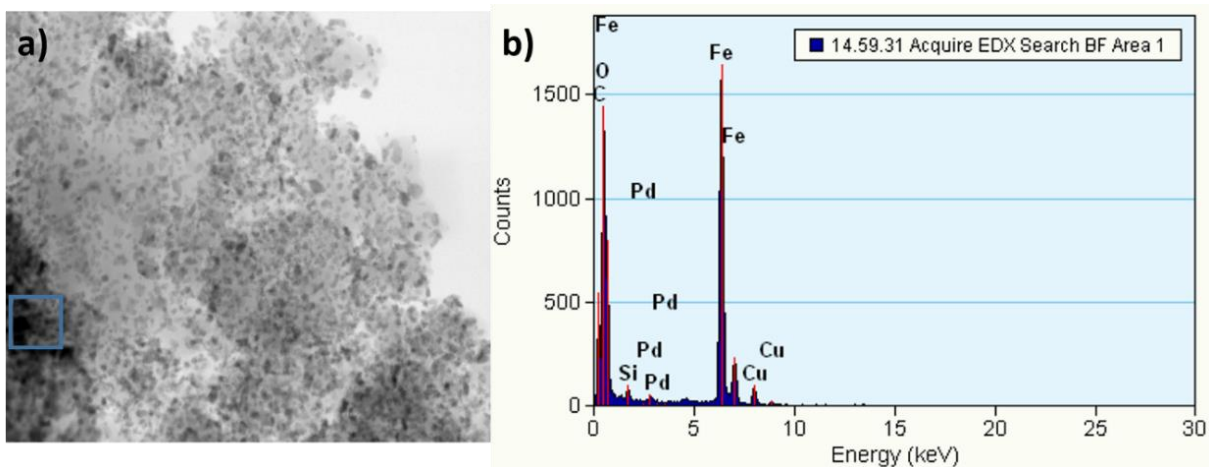 a)
b)
14.59.31 Acquire EDX Search BF Area 1
Fe
O
C
Fe
Fe
Pd
Pd
Pd
Pd
Si
Cu
Cu
Counts
1500
1000
500
0
0
5
10
15
20
25
30
Energy (keV)